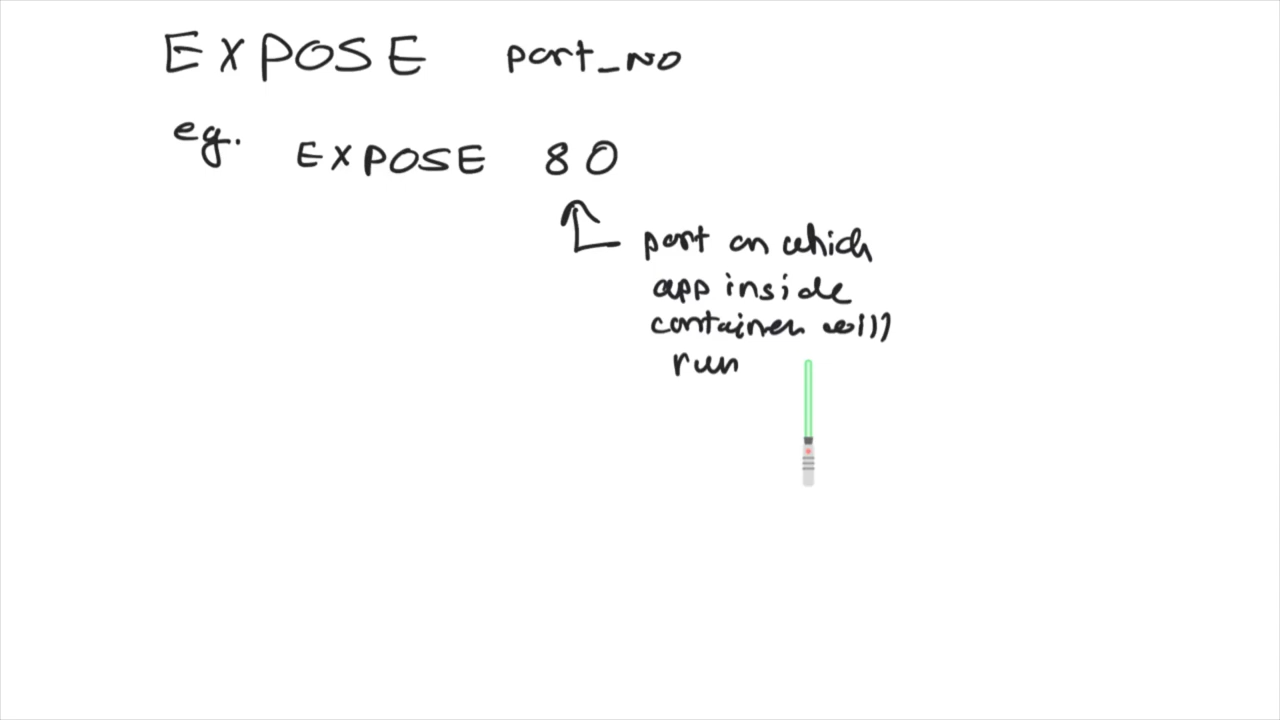 EXPOSE port_NO
eg. EXPOSE 80
port on which
app inside
container will
run